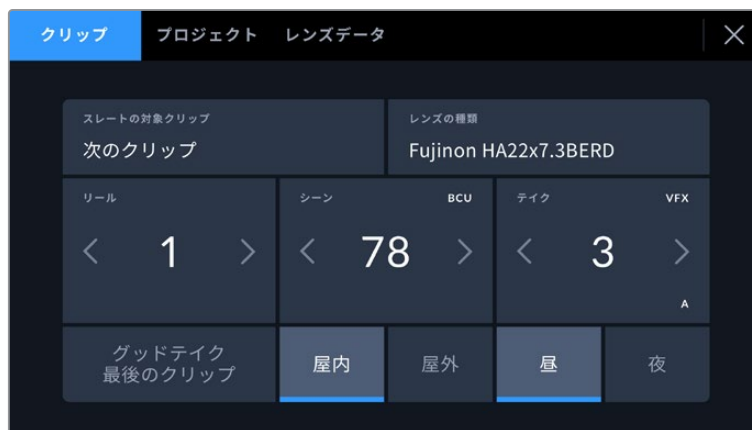 クリップ プロジェクト レンズデータ
スレートの対象クリップ レンズの種類
次のクリップ Fujinon HA22x7.3BERD
リール シーン BCU テイク VFX
1 78 3
A
グッドテイク
最後のクリップ 屋内 屋外 昼 夜